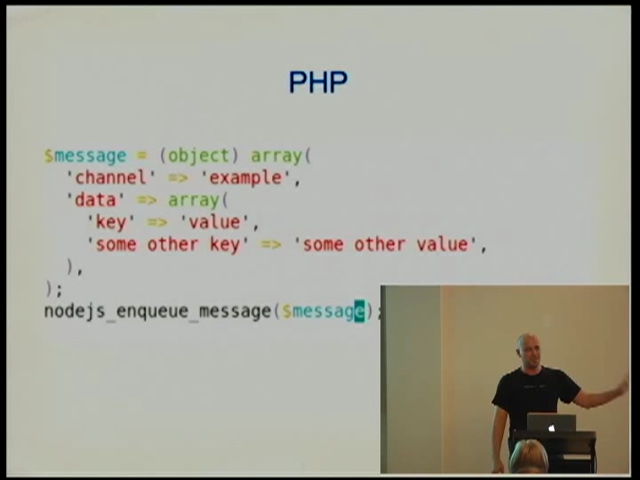 PHP
$message = (object) array(
'channel' => 'example',
'data' => array(
'key' => 'value',
'some other key' => 'some other value',
),
);
nodejs_enqueue_message($message);